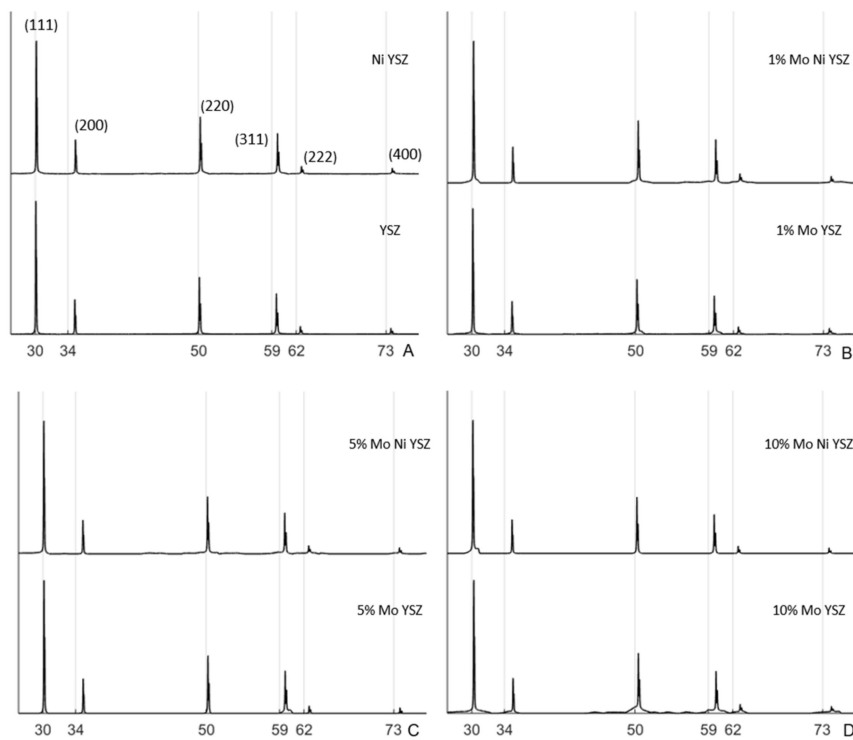 (111)
Ni YSZ
(200)
(220)
(311)
(222)
(400)
YSZ
30 34 50 59 62 73 A
1% Mo Ni YSZ
1% Mo YSZ
30 34 50 59 62 73 B
5% Mo Ni YSZ
5% Mo YSZ
30 34 50 59 62 73 C
10% Mo Ni YSZ
10% Mo YSZ
30 34 50 59 62 73 D